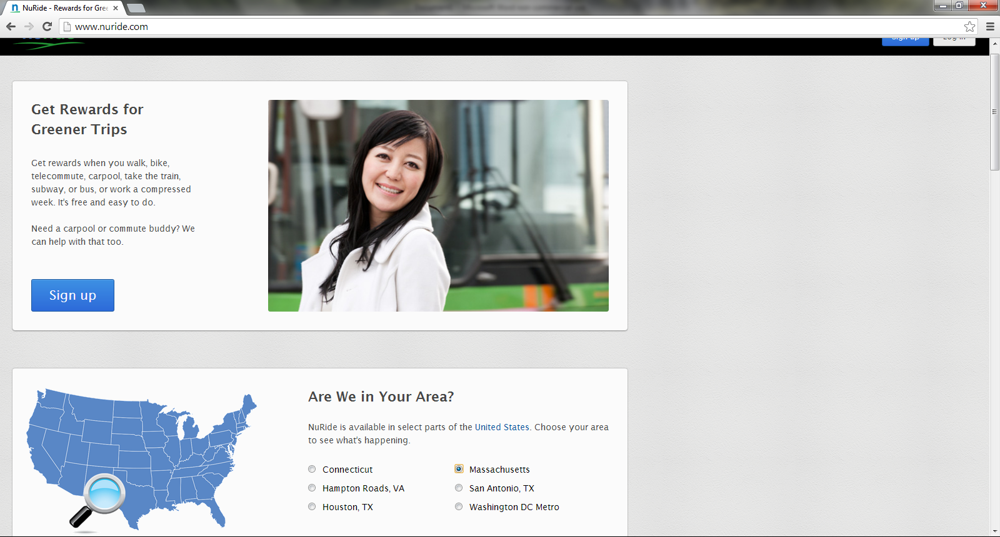 NuRide - Rewards for Gree
www.nuride.com
Sign up
Log in
Get Rewards for
Greener Trips
Get rewards when you walk, bike,
telecommute, carpool, take the train,
subway, or bus, or work a compressed
week. It's free and easy to do.
Need a carpool or commute buddy? We
can help with that too.
Sign up
Are We in Your Area?
NuRide is available in select parts of the United States. Choose your area
to see what's happening.
Connecticut
Massachusetts
Hampton Roads, VA
San Antonio, TX
Houston, TX
Washington DC Metro